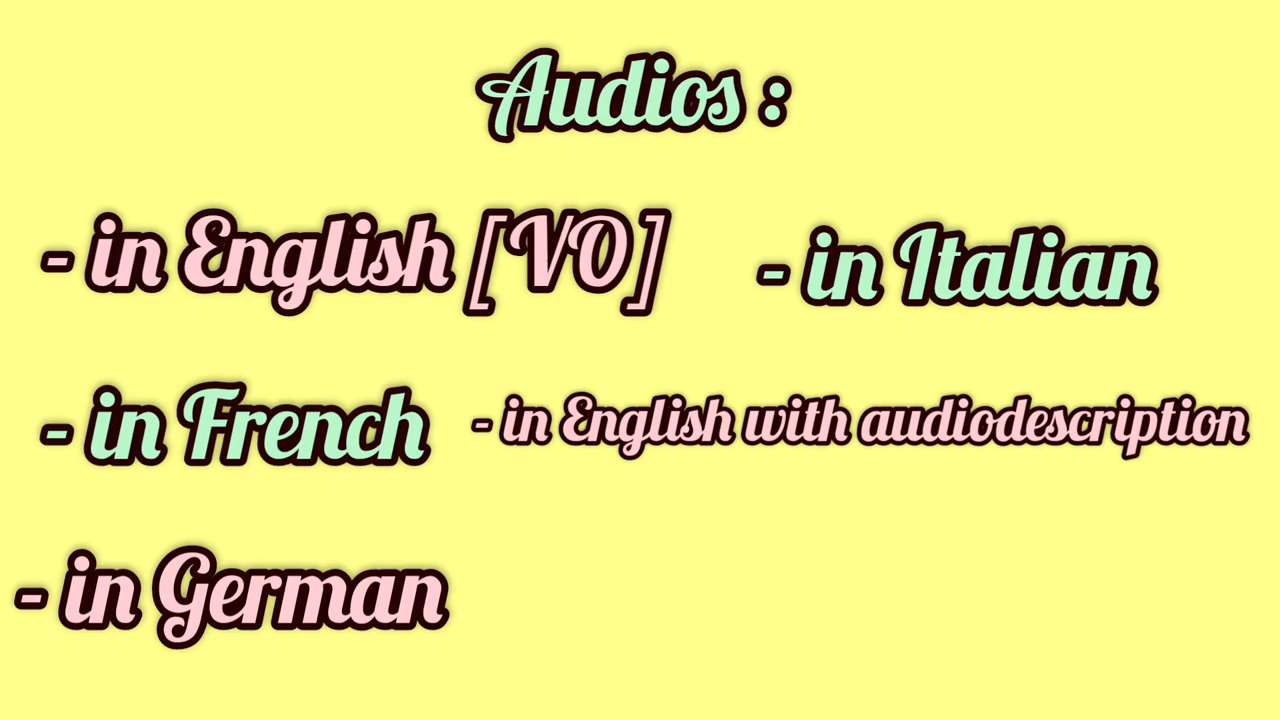 Audios :
- in English [VO]
- in French
- in German
- in Italian
- in English with audiodescription